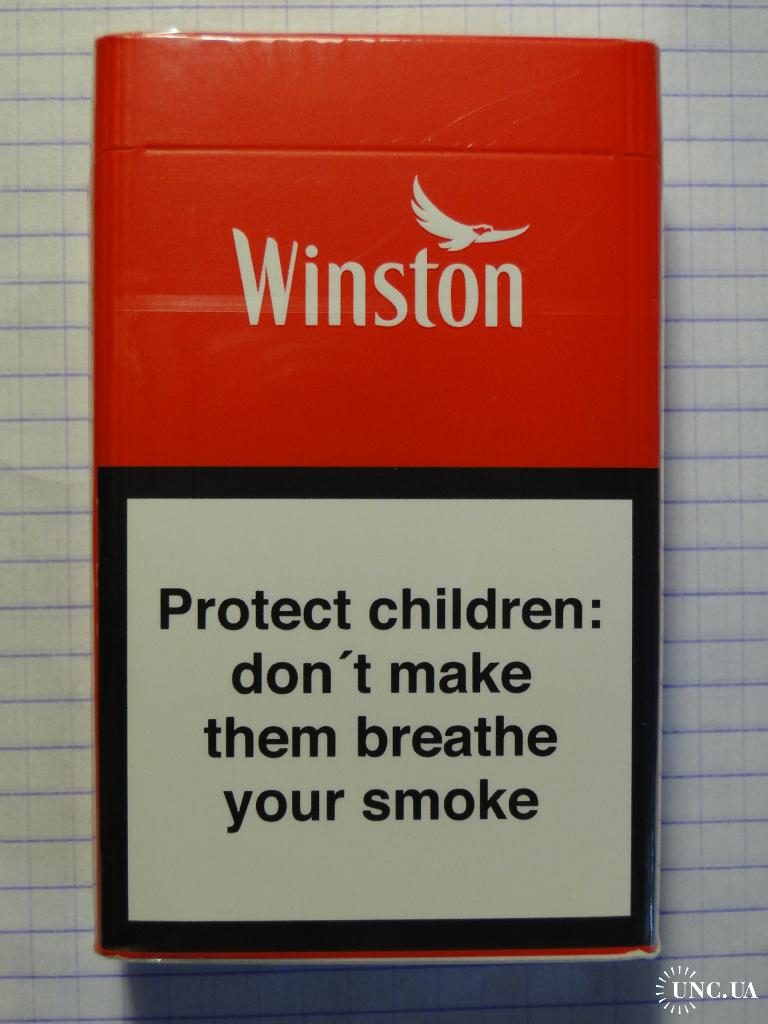 Winston
Protect children:
don´t make
them breathe
your smoke
UNC.UA